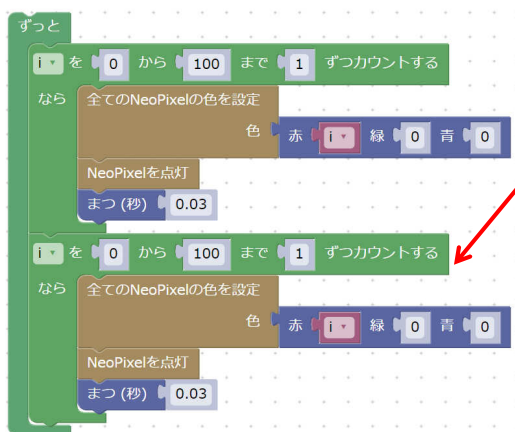 ずっと
i を 0 から 100 まで 1 ずつカウントする
なら 全てのNeoPixelの色を設定
色 赤 i 緑 0 青 0
NeoPixelを点灯
まつ (秒) 0.03
i を 0 から 100 まで 1 ずつカウントする
なら 全てのNeoPixelの色を設定
色 赤 i 緑 0 青 0
NeoPixelを点灯
まつ (秒) 0.03